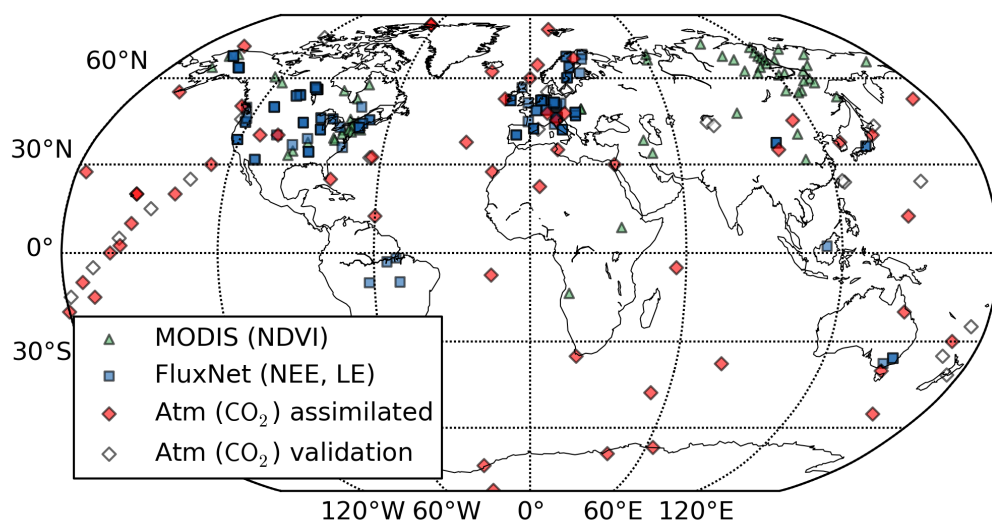 60°N
30°N
0°
30°S
MODIS (NDVI)
FluxNet (NEE, LE)
Atm (CO₂) assimilated
Atm (CO₂) validation
120°W 60°W 0° 60°E 120°E